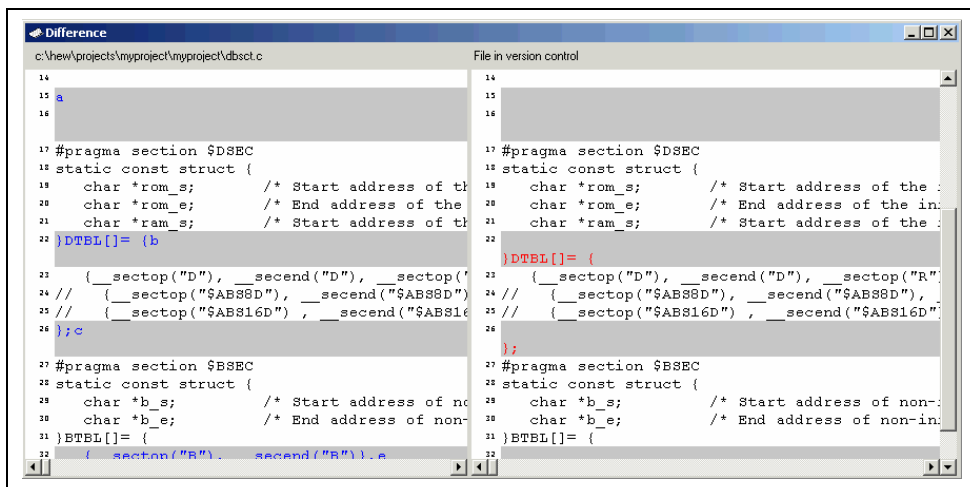 Difference
c:\hew\projects\myproject\myproject\dbsct.c
14
15 a
16
17 #pragma section $DSEC
18 static const struct {
19 char *rom_s; /* Start address of th
20 char *rom_e; /* End address of the
21 char *ram_s; /* Start address of th
22 }DTBL[]= {b
23 {__sectop("D"), __secend("D"), __sectop("
24 // {__sectop("$ABS8D"), __secend("$ABS8D")
25 // {__sectop("$ABS16D") , __secend("$ABS16
26 };c
27 #pragma section $BSEC
28 static const struct {
29 char *b_s; /* Start address of no
30 char *b_e; /* End address of non-
31 }BTBL[]= {
32 {__sectop("B"), __secend("B")},e
File in version control
14
15
16
17 #pragma section $DSEC
18 static const struct {
19 char *rom_s; /* Start address of the i
20 char *rom_e; /* End address of the ini
21 char *ram_s; /* Start address of the i
22
}DTBL[]= {
23 {__sectop("D"), __secend("D"), __sectop("R"
24 // {__sectop("$ABS8D"), __secend("$ABS8D"),
25 // {__sectop("$ABS16D") , __secend("$ABS16D"
26
};
27 #pragma section $BSEC
28 static const struct {
29 char *b_s; /* Start address of non-i
30 char *b_e; /* End address of non-ini
31 }BTBL[]= {
32